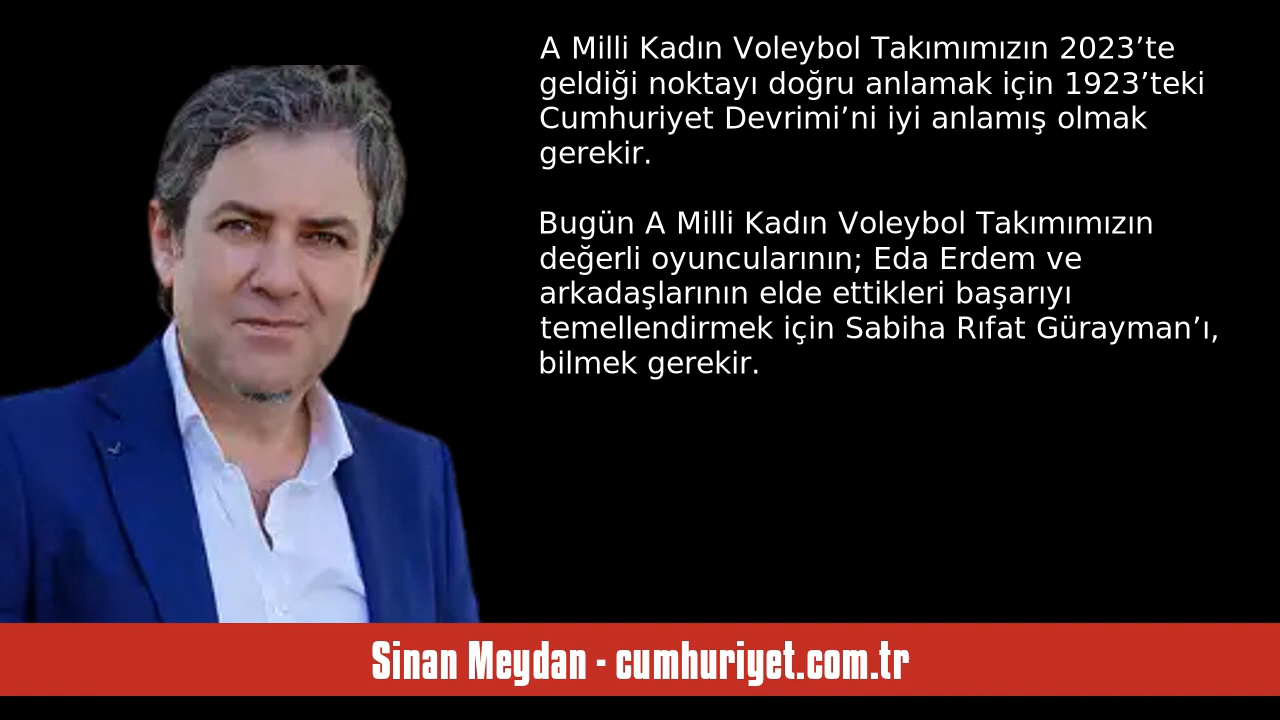 A Milli Kadın Voleybol Takımımızın 2023’te
geldiği noktayı doğru anlamak için 1923’teki
Cumhuriyet Devrimi’ni iyi anlamış olmak
gerekir.
Bugün A Milli Kadın Voleybol Takımımızın
değerli oyuncularının; Eda Erdem ve
arkadaşlarının elde ettikleri başarıyı
temellendirmek için Sabiha Rıfat Gürayman’ı,
bilmek gerekir.
Sinan Meydan - cumhuriyet.com.tr